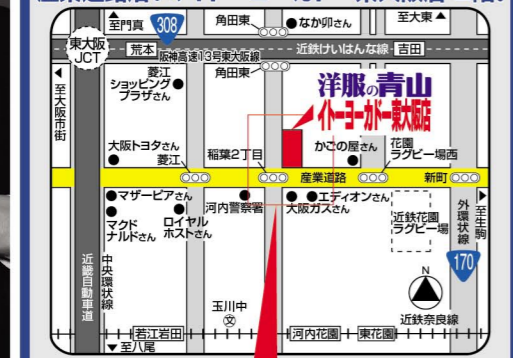 至門真
308
角田東
なか卯さん
至大東
東大阪
JCT
荒本
阪神高速13号東大阪線
近鉄けいはんな線
吉田
至大阪市街
菱江
ショッピング
プラザさん
角田東
洋服の青山
イトーヨーカドー東大阪店
大阪トヨタさん
菱江
稲葉2丁目
かごの屋さん
花園
ラグビー場西
産業道路
新町
マザーピアさん
マクド
ナルドさん
ロイヤル
ホストさん
河内警察署
エディオンさん
大阪ガスさん
近鉄花園
ラグビー場
外環状線
至生駒
170
近畿自動車道
中央環状線
玉川中
文
N
近鉄奈良線
若江岩田
河内花園
東花園
至八尾